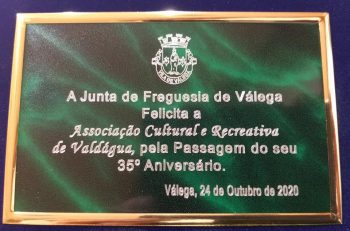 A Junta de Freguesia de Válega
Felicita a
Associação Cultural e Recreativa
de Valdágua, pela Passagem do seu
35º Aniversário.
Válega, 24 de Outubro de 2020